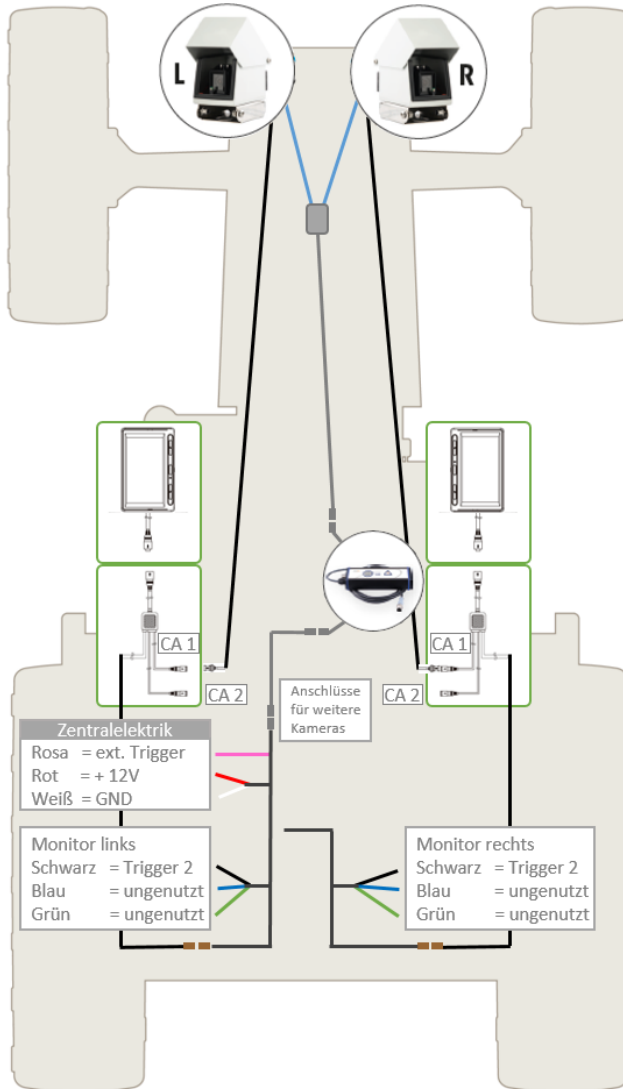 L
R
CA 1
CA 2
CA 1
CA 2
Anschlüsse
für weitere
Kameras
Zentralelektrik
Rosa = ext. Trigger
Rot = + 12V
Weiß = GND
Monitor links
Schwarz = Trigger 2
Blau = ungenutzt
Grün = ungenutzt
Monitor rechts
Schwarz = Trigger 2
Blau = ungenutzt
Grün = ungenutzt